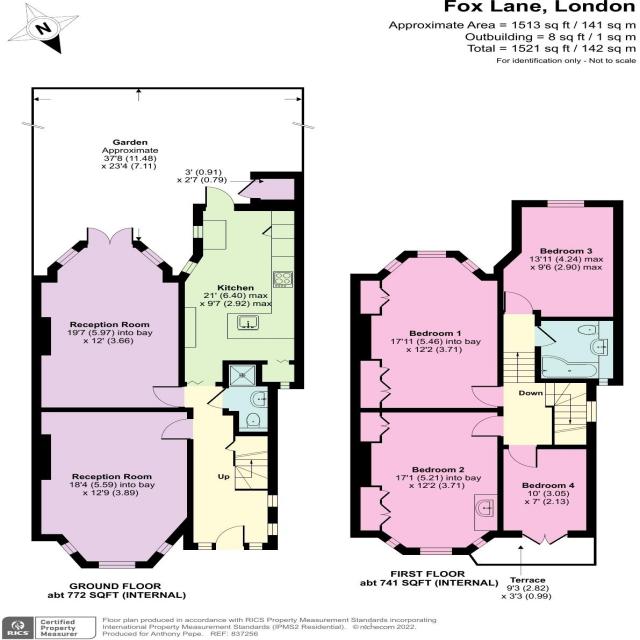 Fox Lane, London
Approximate Area = 1513 sq ft / 141 sq m
Outbuilding = 8 sq ft / 1 sq m
Total = 1521 sq ft / 142 sq m
For identification only - Not to scale
N
Garden
Approximate
37'8 (11.48)
x 23'4 (7.11)
3' (0.91)
x 2'7 (0.79)
Kitchen
21' (6.40) max
x 9'7 (2.92) max
Reception Room
19'7 (5.97) into bay
x 12' (3.66)
Reception Room
18'4 (5.59) into bay
x 12'9 (3.89)
Up
GROUND FLOOR
abt 772 SQFT (INTERNAL)
Bedroom 3
13'11 (4.24) max
x 9'6 (2.90) max
Bedroom 1
17'11 (5.46) into bay
x 12'2 (3.71)
Down
Bedroom 2
17'1 (5.21) into bay
x 12'2 (3.71)
Bedroom 4
10' (3.05)
x 7' (2.13)
FIRST FLOOR
abt 741 SQFT (INTERNAL)
Terrace
9'3 (2.82)
x 3'3 (0.99)
RICS
Certified
Property
Measurer
Floor plan produced in accordance with RICS Property Measurement Standards incorporating
International Property Measurement Standards (IPMS2 Residential). ©nichecom 2022.
Produced for Anthony Pepe. REF: 837256